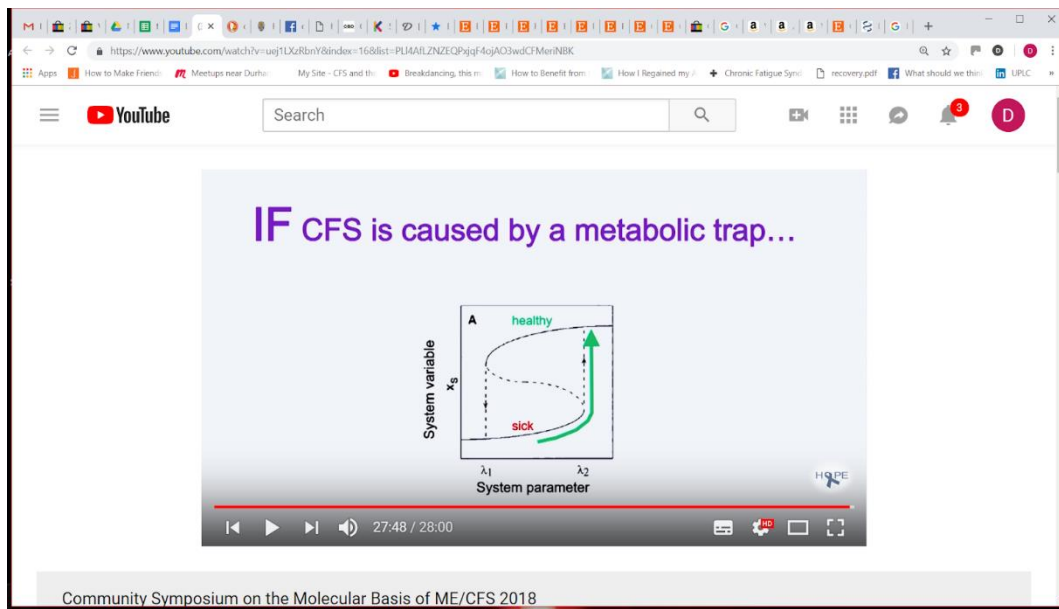 https://www.youtube.com/watch?v=uej1LXzRbnY&index=16&list=PLl4AfLZNZEQPxjqF4ojAO3wdCFMeriNBK
Apps How to Make Friends Meetups near Durha My Site - CFS and th Breakdancing, this m How to Benefit from How I Regained my Chronic Fatigue Synd recovery.pdf What should we thin UPLC »
YouTube
Search
3
D
IF CFS is caused by a metabolic trap...
A
healthy
System variable
xS
sick
λ1 λ2
System parameter
HOPE
27:48 / 28:00
HD
Community Symposium on the Molecular Basis of ME/CFS 2018